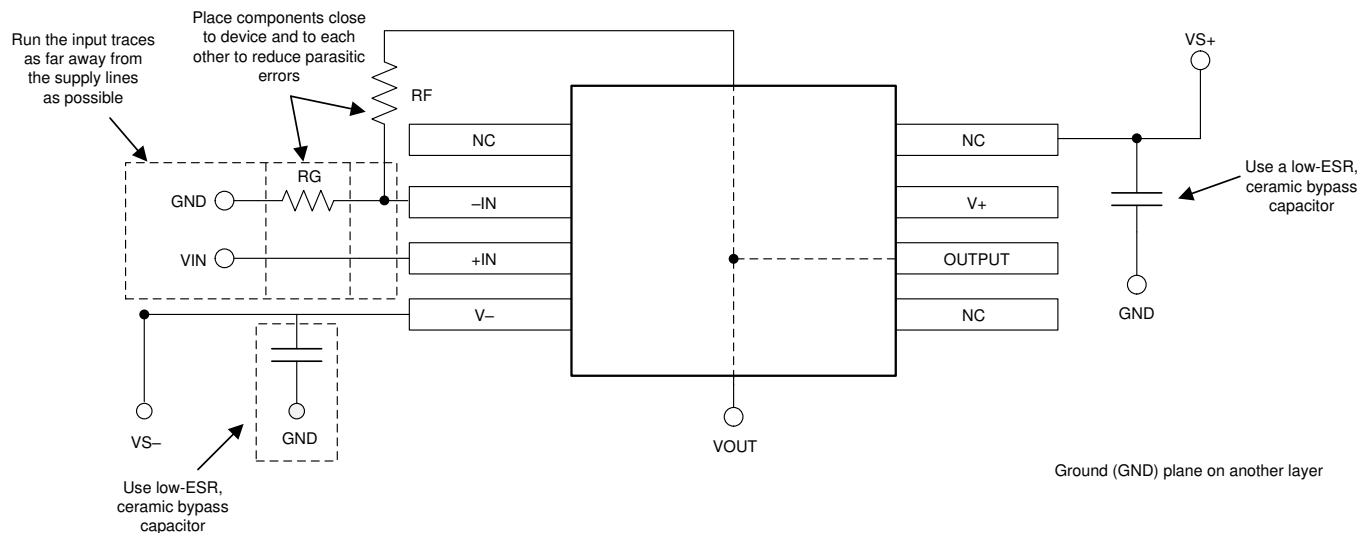 Run the input traces
as far away from
the supply lines
as possible
Place components close
to device and to each
other to reduce parasitic
errors
RF
VS+
NC
NC
Use a low-ESR,
ceramic bypass
capacitor
RG
GND
–IN
V+
VIN
+IN
OUTPUT
V–
NC
GND
VS–
GND
VOUT
Use low-ESR,
ceramic bypass
capacitor
Ground (GND) plane on another layer